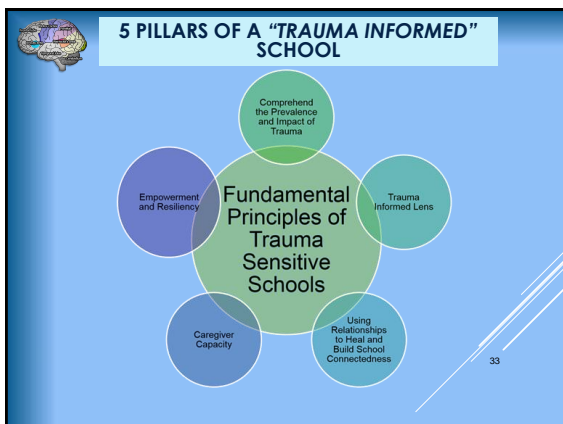 5 PILLARS OF A “TRAUMA INFORMED”
SCHOOL
Comprehend
the Prevalence
and Impact of
Trauma
Empowerment
and Resiliency
Fundamental
Principles of
Trauma
Sensitive
Schools
Trauma
Informed Lens
Caregiver
Capacity
Using
Relationships
to Heal and
Build School
Connectedness
33